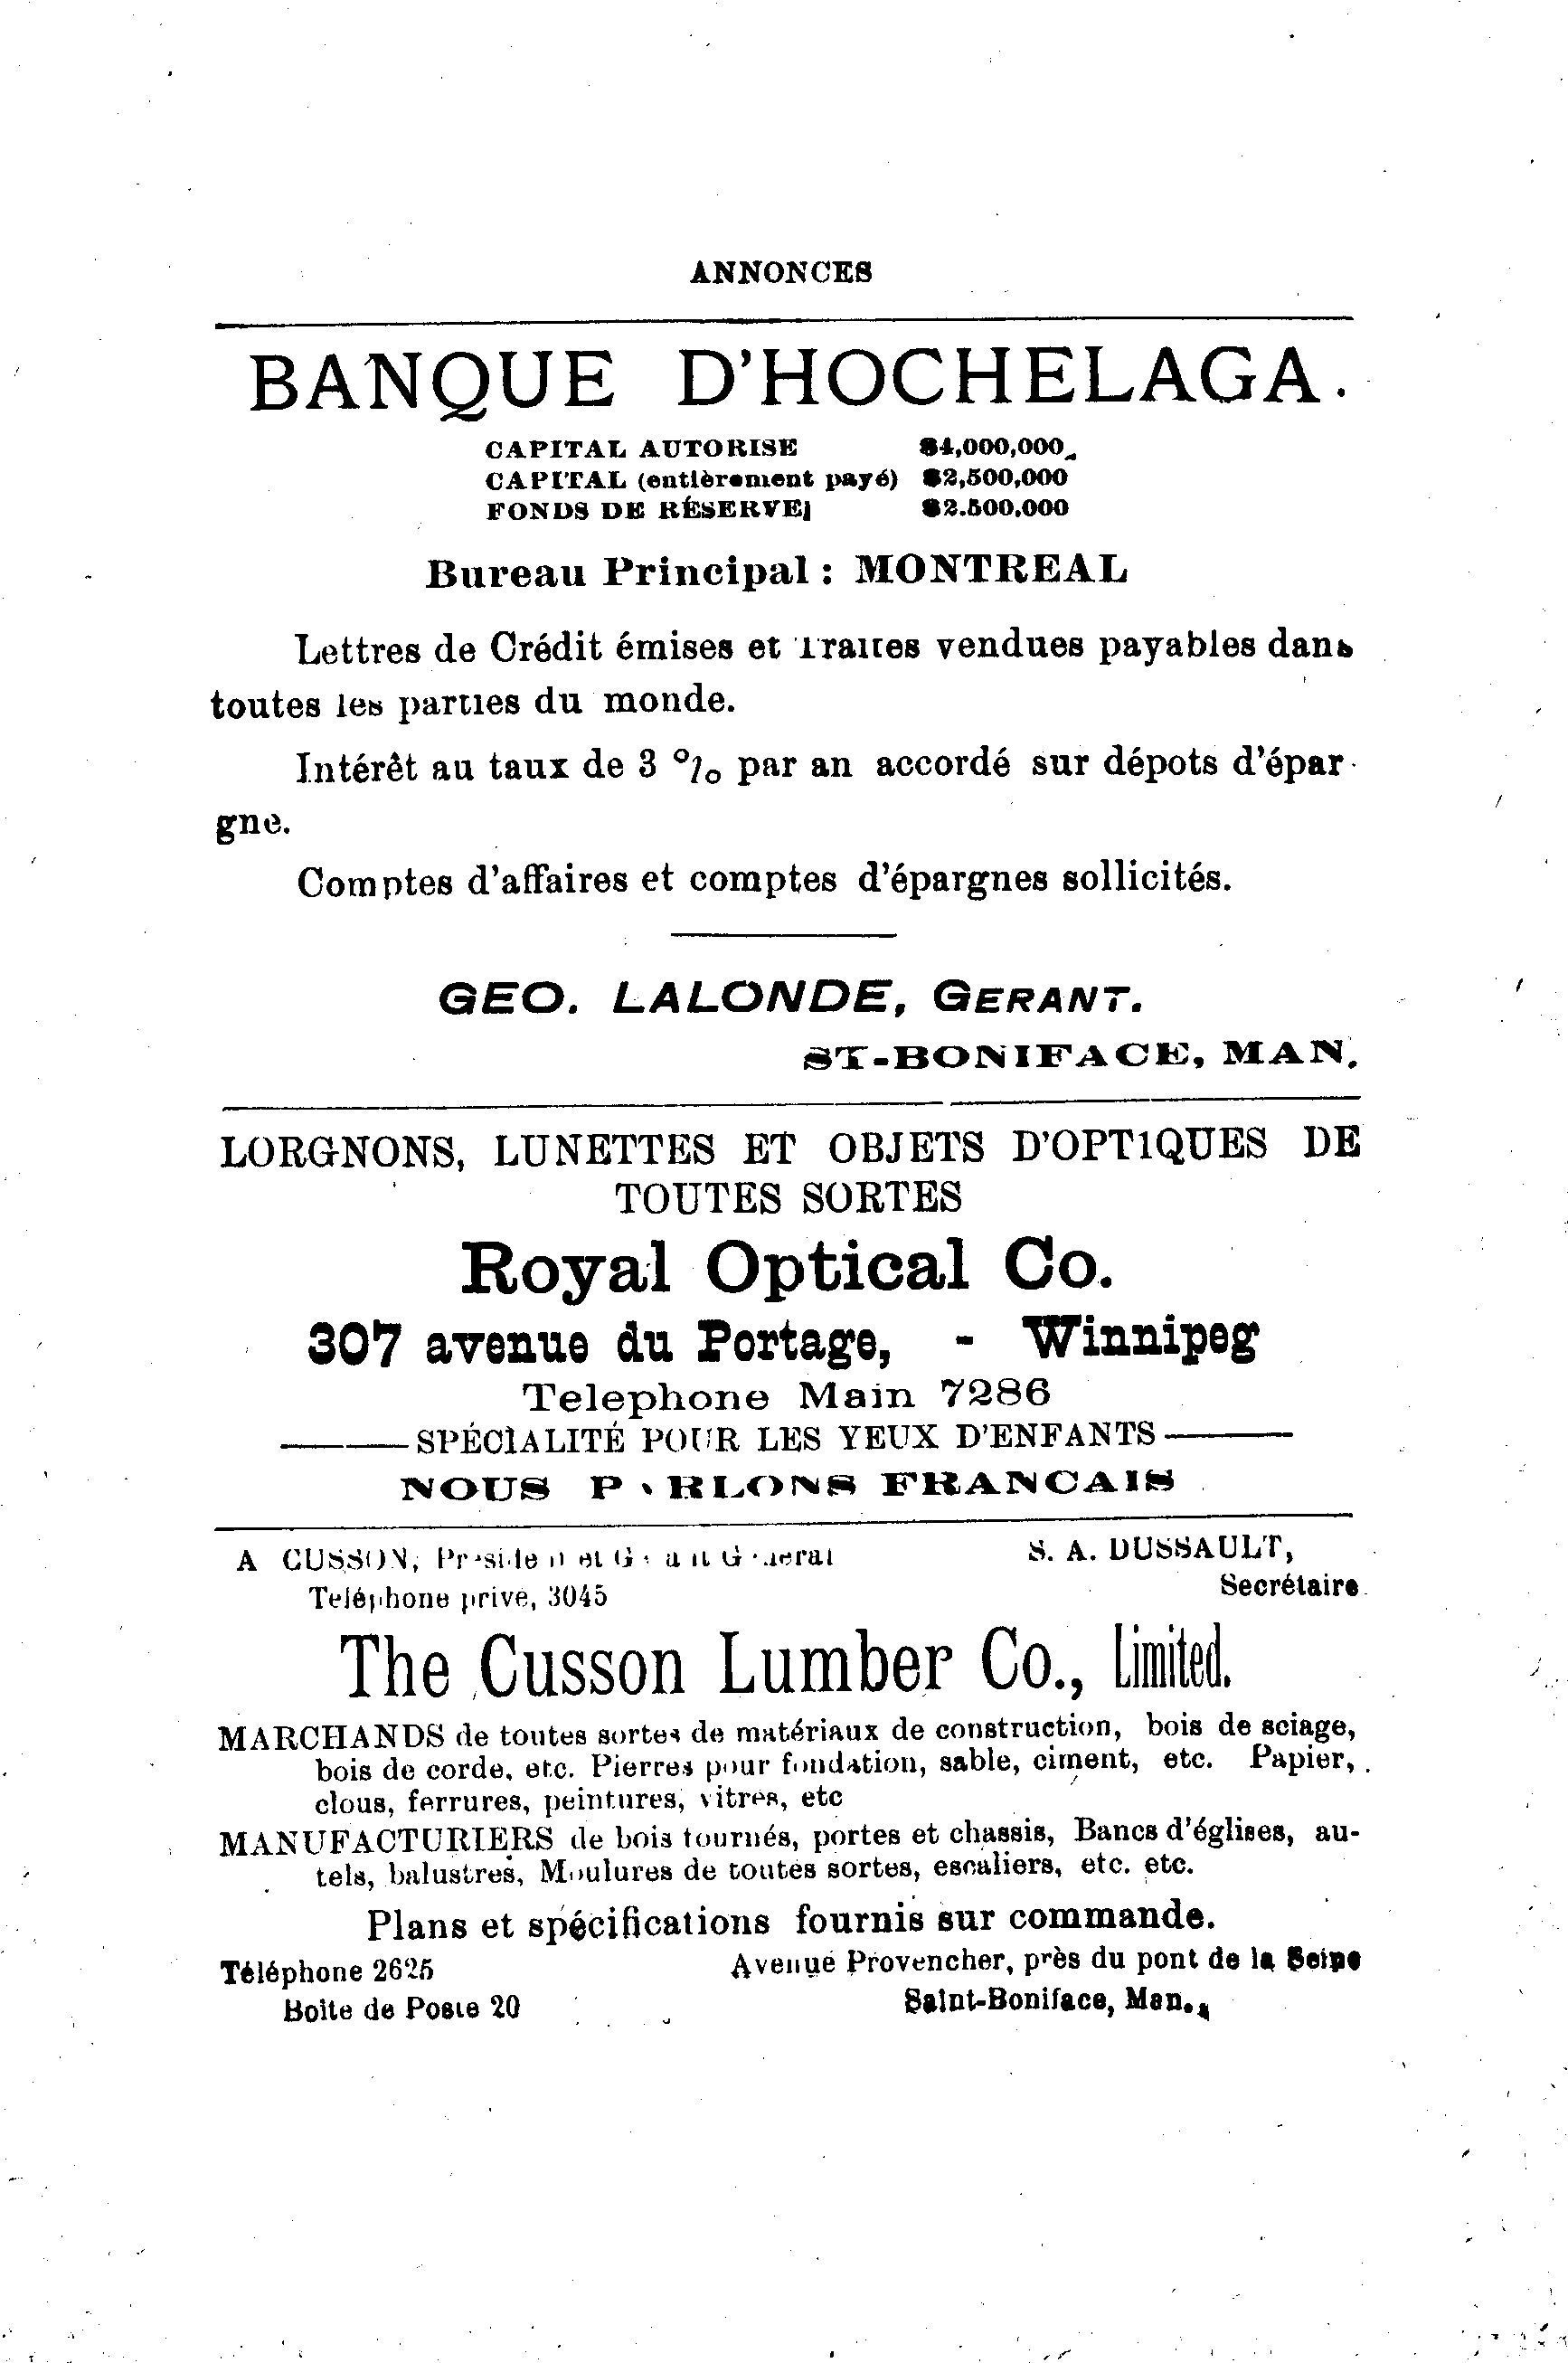 ANNONCES
BANQUE D'HOCHELAGA.
CAPITAL AUTORISE $4,000,000
CAPITAL (entièrement payé) $2,500,000
FONDS DE RÉSERVE $2.500.000
Bureau Principal : MONTREAL
Lettres de Crédit émises et Traites vendues payables dans
toutes les parties du monde.
Intérêt au taux de 3 % par an accordé sur dépots d'épar-
gne.
Comptes d'affaires et comptes d'épargnes sollicités.
GEO. LALONDE, GERANT.
ST-BONIFACE, MAN.
LORGNONS, LUNETTES ET OBJETS D'OPTIQUES DE
TOUTES SORTES
Royal Optical Co.
307 avenue du Portage, - Winnipeg
Telephone Main 7286
SPÉCIALITÉ POUR LES YEUX D'ENFANTS
NOUS PARLONS FRANCAIS
A CUSSON, Président et Gérant Général S. A. DUSSAULT,
Teléphone privé, 3045 Secrétaire
The Cusson Lumber Co., Limited.
MARCHANDS de toutes sortes de matériaux de construction, bois de sciage,
bois de corde, etc. Pierres pour fondation, sable, ciment, etc. Papier,
clous, ferrures, peintures, vitres, etc
MANUFACTURIERS de bois tournés, portes et chassis, Bancs d'églises, au-
tels, balustres, Moulures de toutes sortes, escaliers, etc. etc.
Plans et spécifications fournis sur commande.
Téléphone 2625 Avenue Provencher, près du pont de la Seine
Boîte de Poste 20 Saint-Boniface, Man.